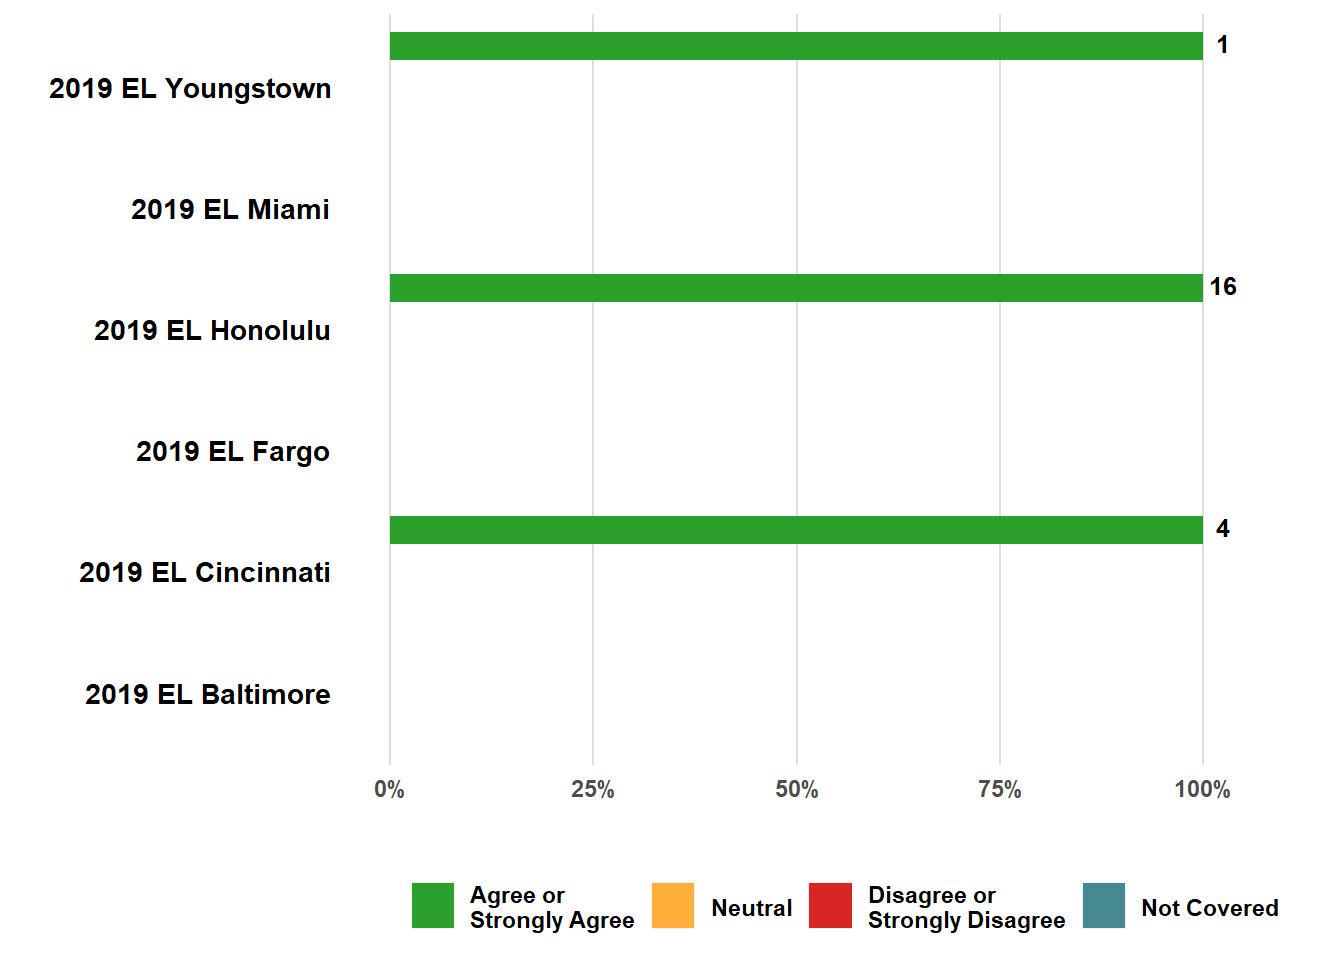 1
2019 EL Youngstown
2019 EL Miami
16
2019 EL Honolulu
2019 EL Fargo
4
2019 EL Cincinnati
2019 EL Baltimore
0% 25% 50% 75% 100%
Agree or
Strongly Agree
Neutral
Disagree or
Strongly Disagree
Not Covered